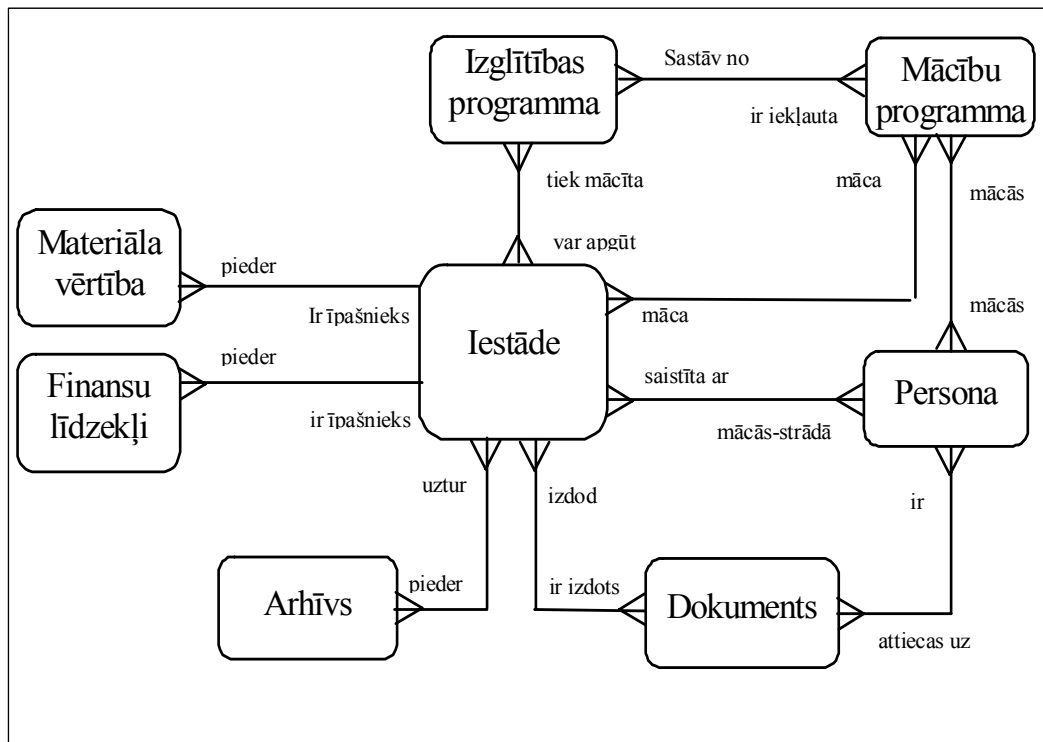 Izglītības
programma
Sastāv no
ir iekļauta
Mācību
programma
tiek mācīta
var apgūt
māca
mācās
Materiāla
vērtība
pieder
Ir īpašnieks
Iestāde
māca
mācās
Finansu
līdzekļi
pieder
ir īpašnieks
saistīta ar
mācās-strādā
Persona
uztur
izdod
ir
Arhīvs
pieder
ir izdots
Dokuments
attiecas uz